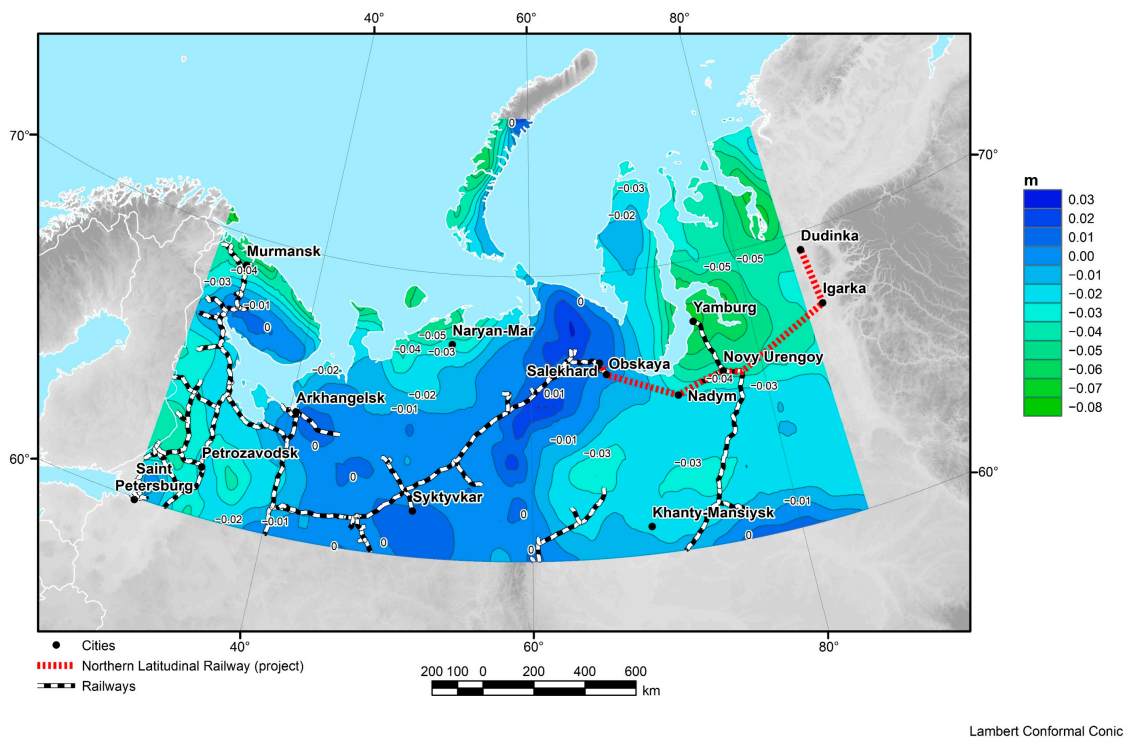 40°
60°
80°
70°
70°
60°
60°
40°
60°
80°
Murmansk
Naryan-Mar
Arkhangelsk
Petrozavodsk
Saint
Petersburg
Syktyvkar
Salekhard
Obskaya
Nadym
Novy Urengoy
Yamburg
Dudinka
Igarka
Khanty-Mansiysk
0
−0.03
−0.02
−0.04
−0.03
−0.01
0
−0.05
−0.05
0
−0.05
−0.04
−0.03
−0.02
−0.02
−0.01
0.01
−0.04
−0.03
−0.01
−0.03
−0.03
0
0
0
0
−0.02
−0.01
0
0
0
−0.01
0
m
0.03
0.02
0.01
0.00
−0.01
−0.02
−0.03
−0.04
−0.05
−0.06
−0.07
−0.08
Cities
Northern Latitudinal Railway (project)
Railways
200 100 0 200 400 600
km
Lambert Conformal Conic